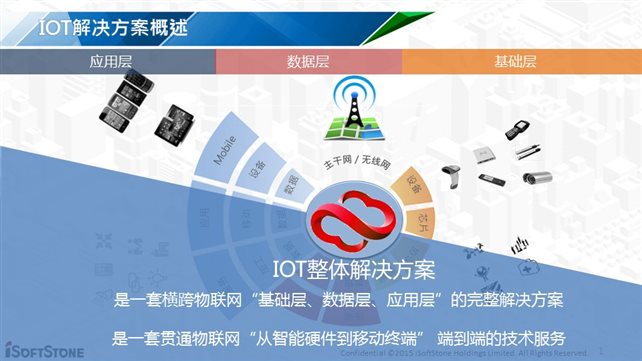 IOT解决方案概述
应用层
数据层
基础层
主干网/无线网
Mobile
设备
数据
设备
芯片
应用
IOT整体解决方案
是一套横跨物联网“基础层、数据层、应用层”的完整解决方案
是一套贯通物联网“从智能硬件到移动终端” 端到端的技术服务
iSOFTSTONE
Confidential ©2015 iSoftStone Holdings Limited. All Rights Reserved.
1